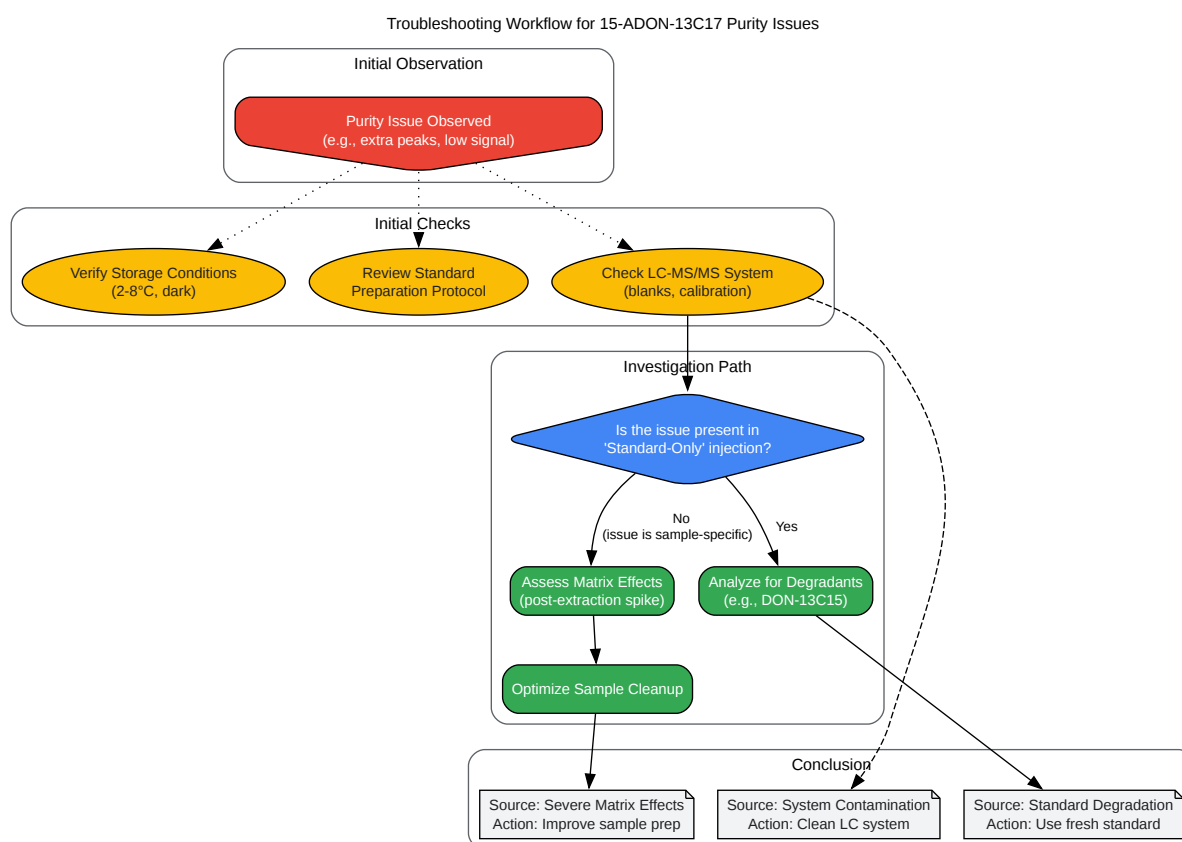 Troubleshooting Workflow for 15-ADON-13C17 Purity Issues
Initial Observation
Purity Issue Observed
(e.g., extra peaks, low signal)
Initial Checks
Verify Storage Conditions
(2-8°C, dark)
Review Standard
Preparation Protocol
Check LC-MS/MS System
(blanks, calibration)
Investigation Path
Is the issue present in
'Standard-Only' injection?
No
(issue is sample-specific)
Yes
Assess Matrix Effects
(post-extraction spike)
Analyze for Degradants
(e.g., DON-13C15)
Optimize Sample Cleanup
Conclusion
Source: Severe Matrix Effects
Action: Improve sample prep
Source: System Contamination
Action: Clean LC system
Source: Standard Degradation
Action: Use fresh standard